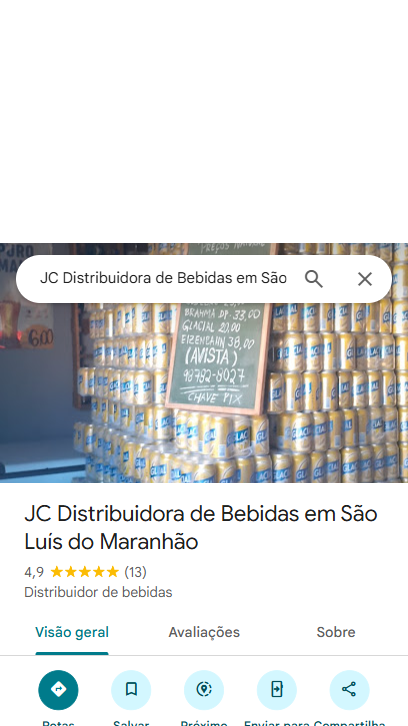 PREÇOS
JC Distribuidora de Bebidas em São
BRAHMA DP. 33,00
GLACIAL 20,00
EIZENBAHN 38,00
(AVISTA)
98782-8027
CHAVE PIX
600
JC Distribuidora de Bebidas em São
Luís do Maranhão
4,9 ★★★★★ (13)
Distribuidor de bebidas
Visão geral Avaliações Sobre
Rotas Salvar Próximo Enviar para Compartilha